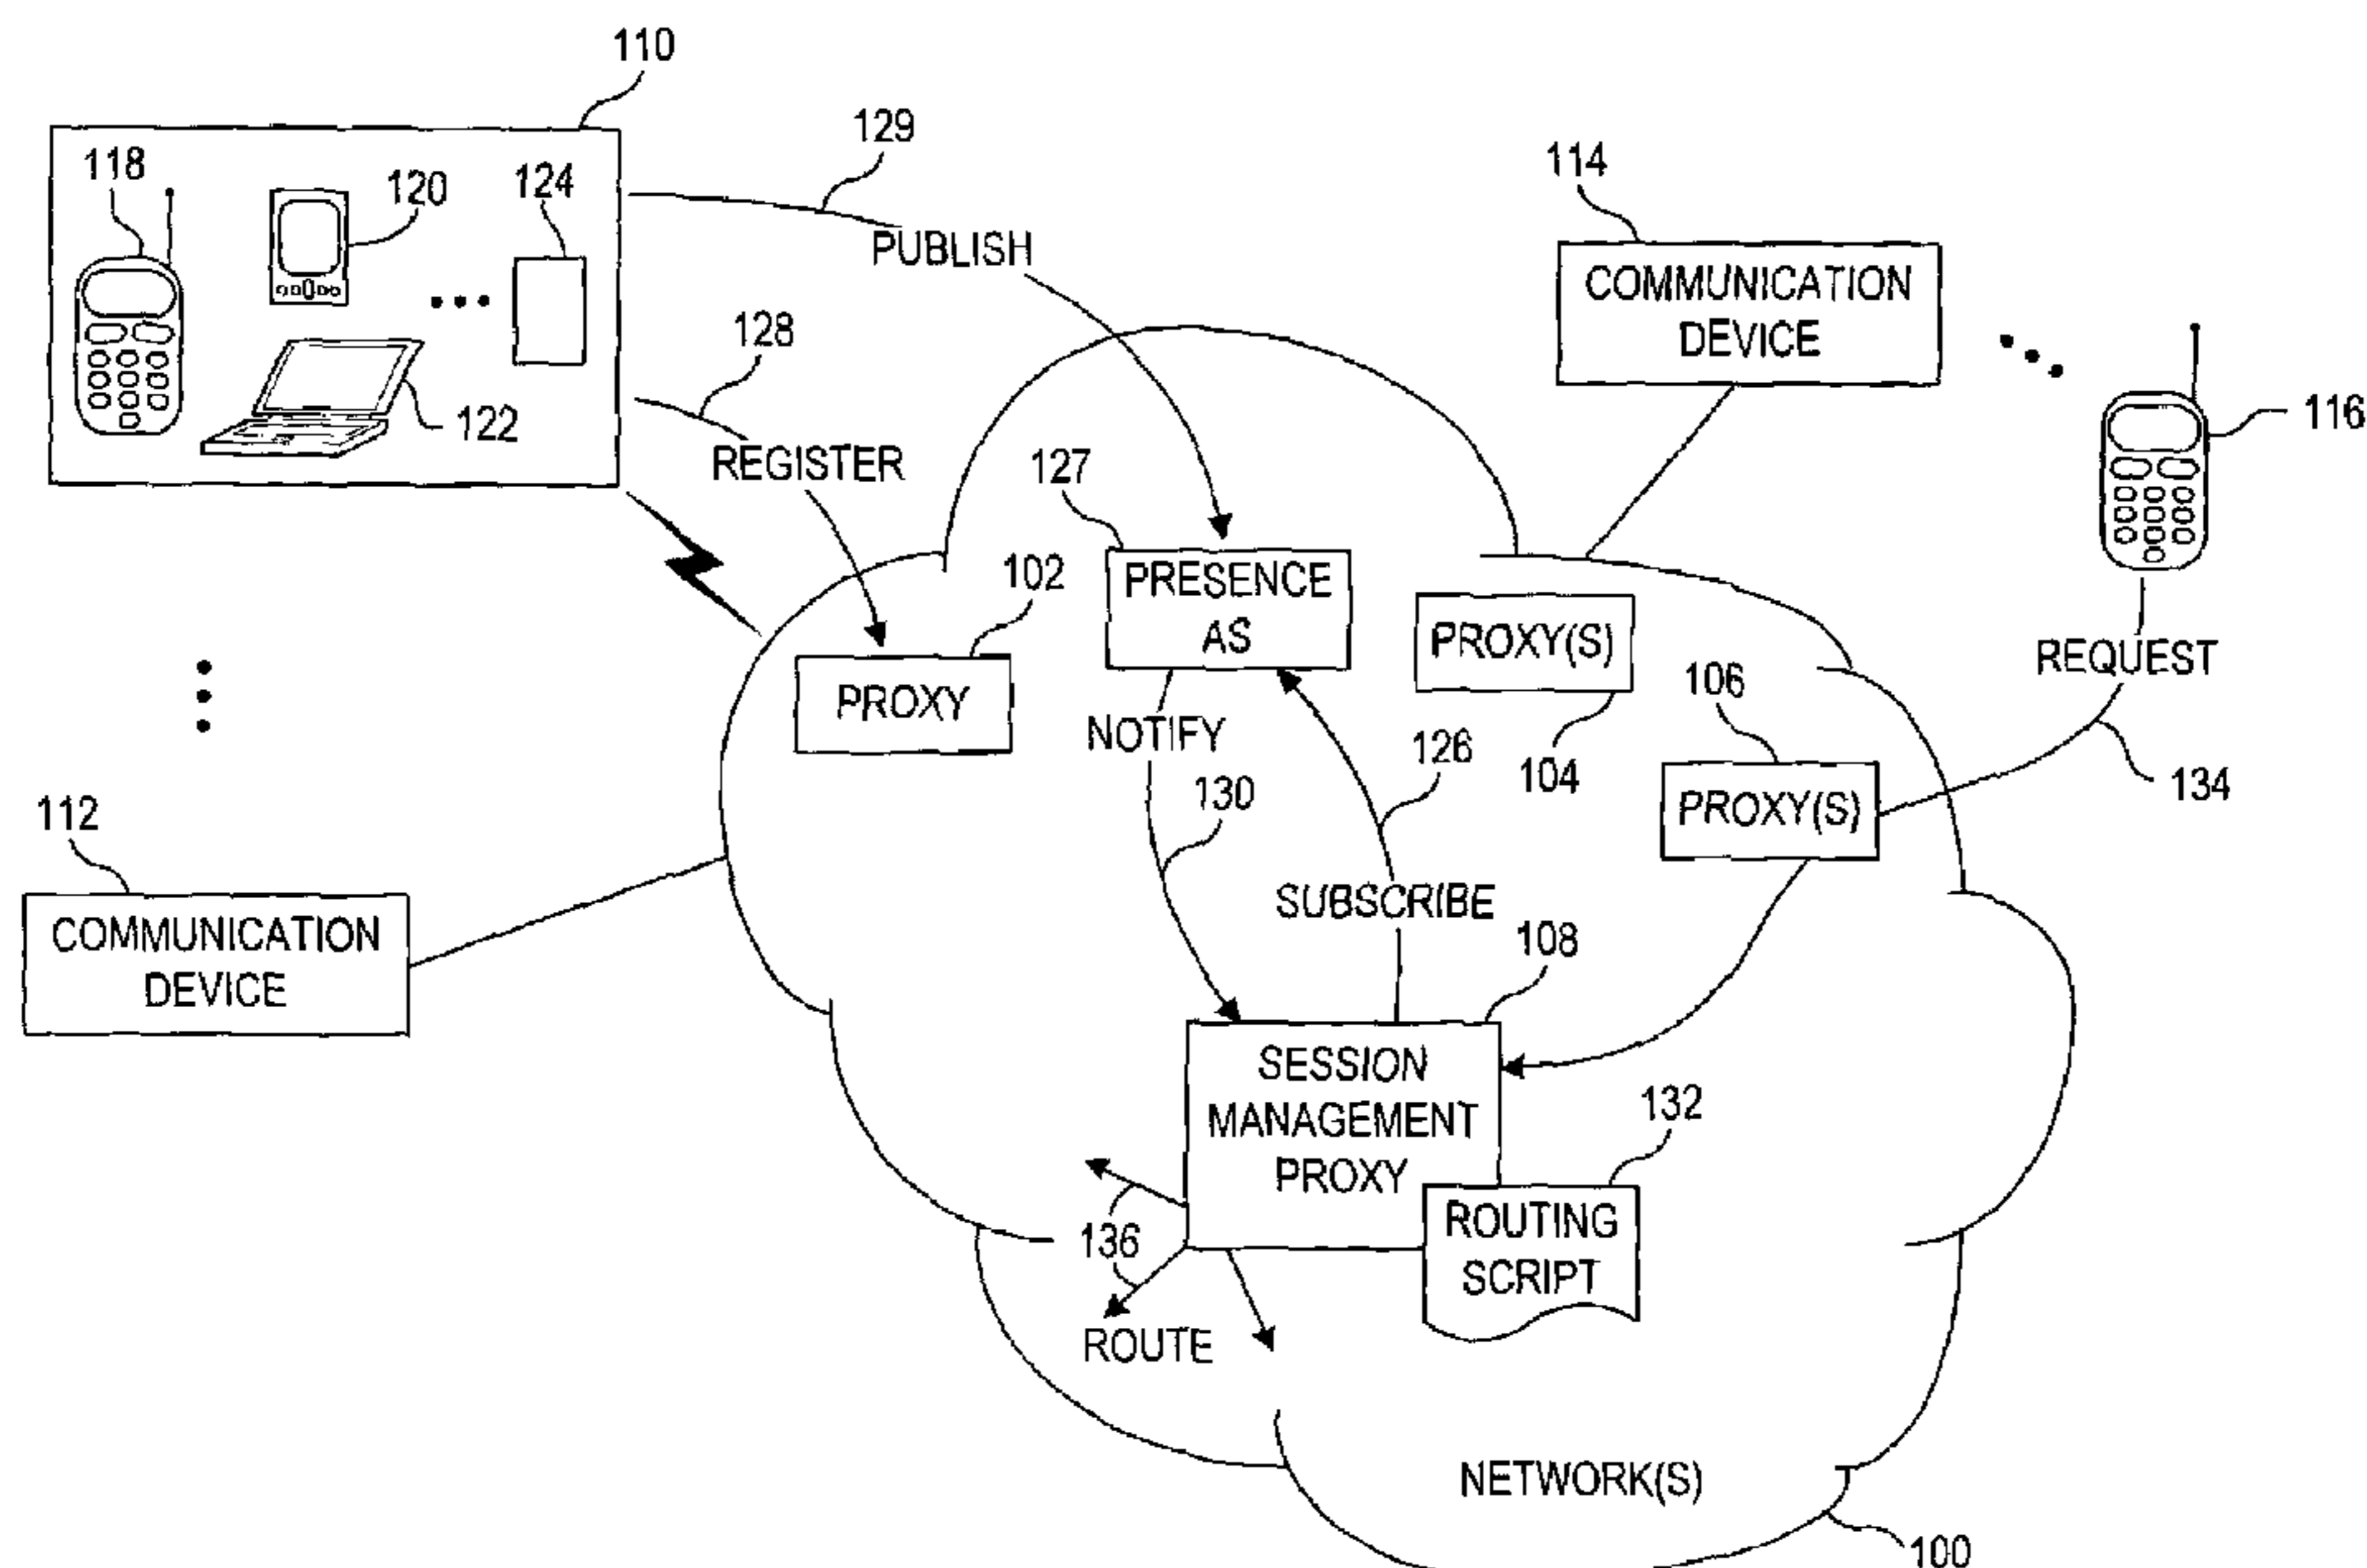 110
118
120
124
122
129
PUBLISH
128
REGISTER
114
COMMUNICATION
DEVICE
116
127
PRESENCE
AS
102
PROXY
PROXY(S)
104
106
PROXY(S)
REQUEST
134
NOTIFY
130
126
SUBSCRIBE
112
COMMUNICATION
DEVICE
108
SESSION
MANAGEMENT
PROXY
132
ROUTING
SCRIPT
136
ROUTE
NETWORK(S)
100